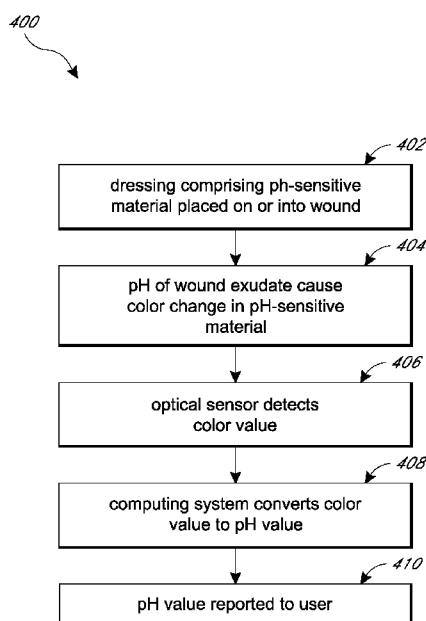 400
402
dressing comprising ph-sensitive
material placed on or into wound
404
pH of wound exudate cause
color change in pH-sensitive
material
406
optical sensor detects
color value
408
computing system converts color
value to pH value
410
pH value reported to user